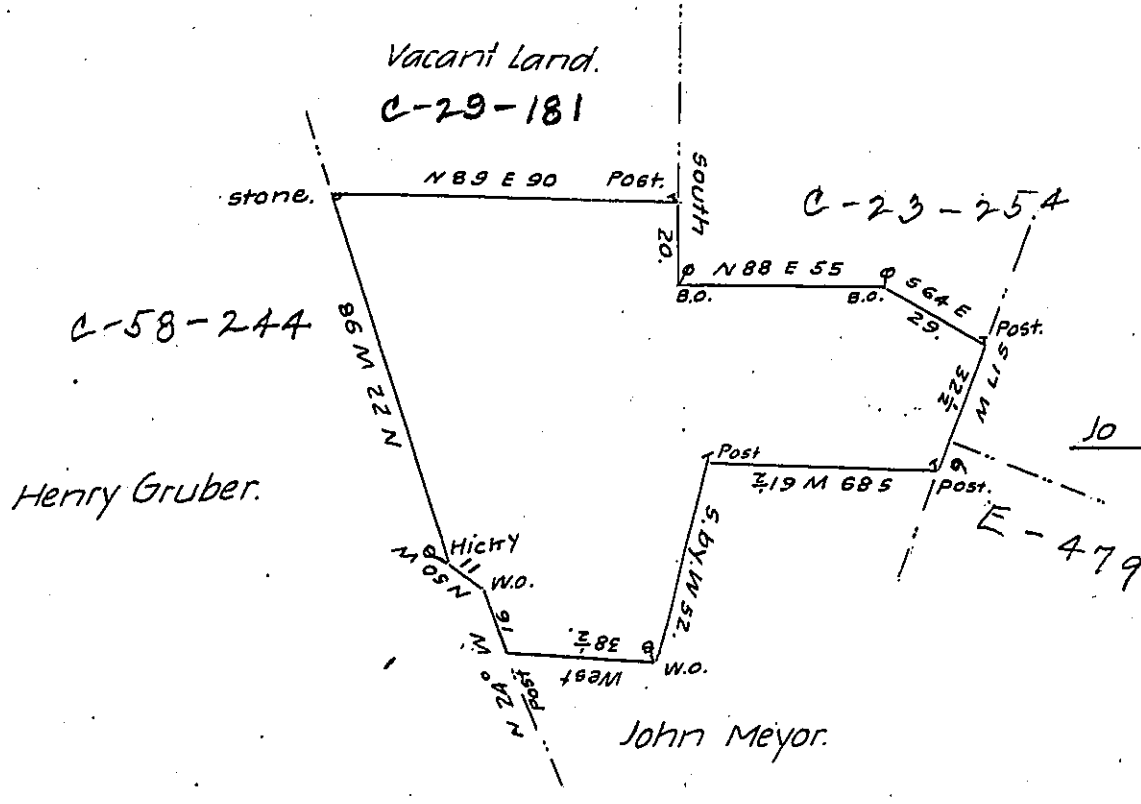 Vacant Land.
C-29-181
stone.
N 89 E 90
Post.
South
20.
C-23-254
B.O.
N 88 E 55
B.O.
S 64 E
29.
Post.
S 17 W
32½
C-58-244
N 22 W 98
Jo
6
Post.
S 89 W 61½
Post
E-479
Henry Gruber.
Hicry
11
N 50 W
W.O.
S. by. W 52.
16
N 24° W.
post.
West
38½.
W.O.
John Meyor.